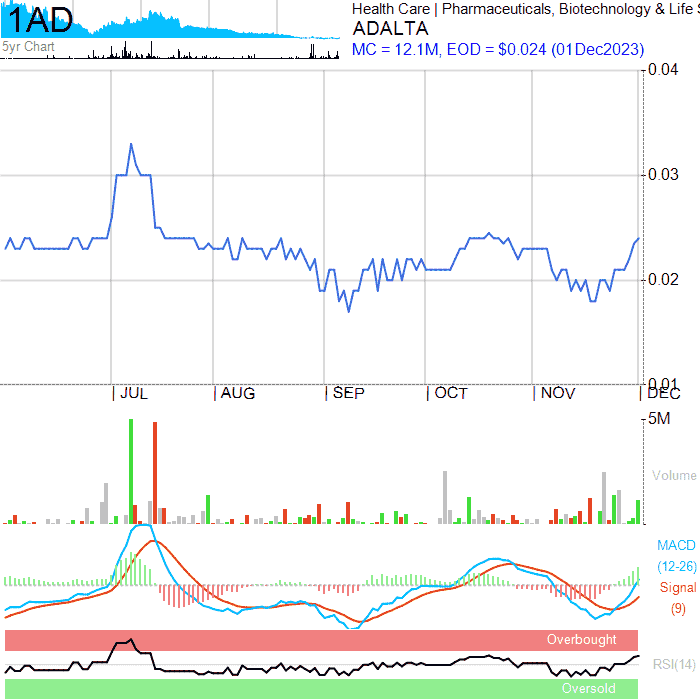 1AD
Health Care | Pharmaceuticals, Biotechnology & Life S
ADALTA
5yr Chart
MC = 12.1M, EOD = $0.024 (01Dec2023)
0.04
0.03
0.02
0.01
| JUL | AUG | SEP | OCT | NOV | DEC
5M
Volume
MACD
(12-26)
Signal
(9)
Overbought
RSI(14)
Oversold